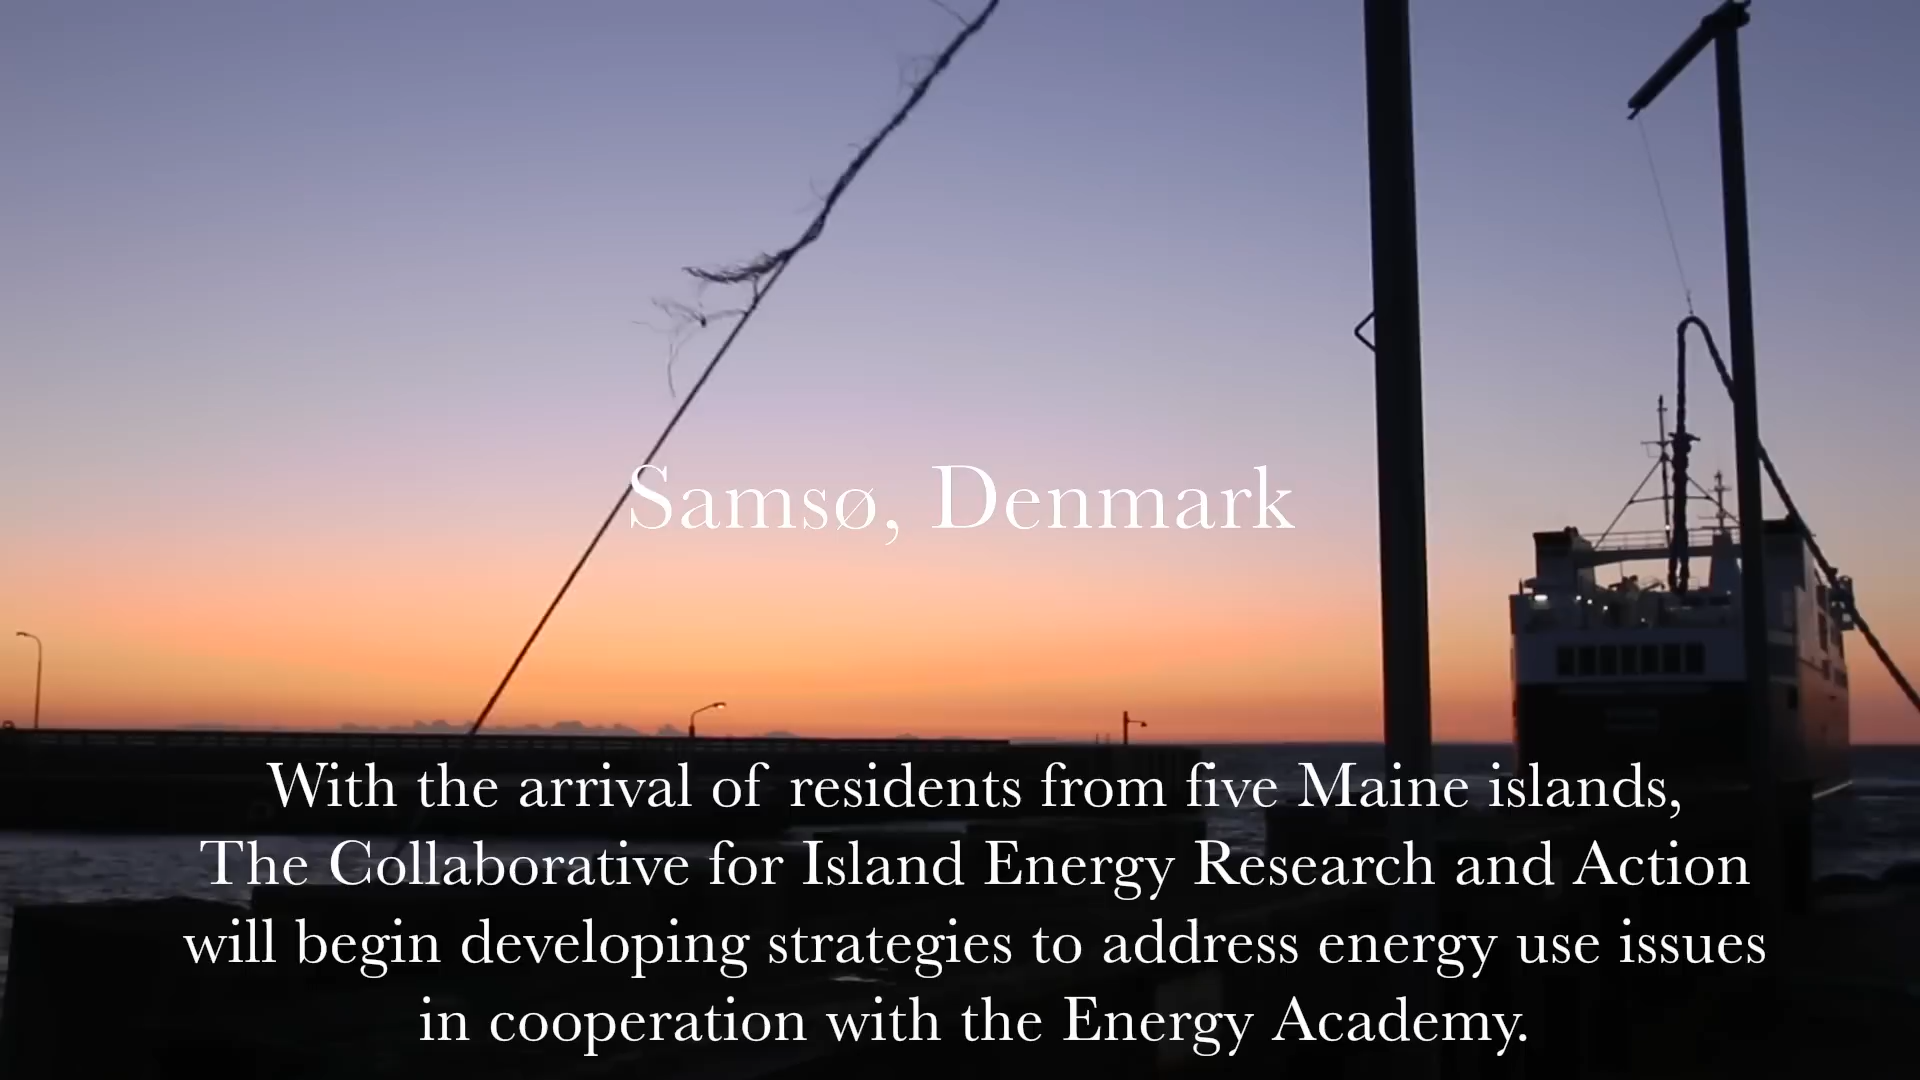 Samsø, Denmark
With the arrival of residents from five Maine islands,
The Collaborative for Island Energy Research and Action
will begin developing strategies to address energy use issues
in cooperation with the Energy Academy.